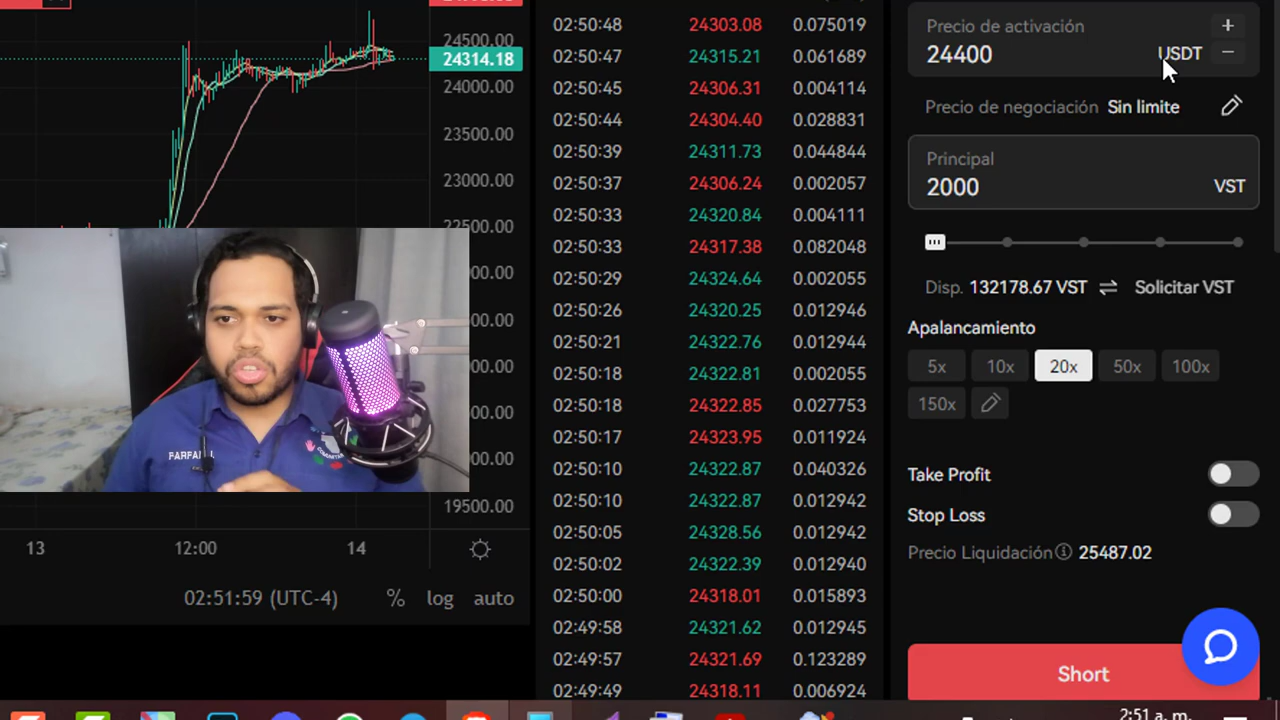 24500.00
24314.18
24000.00
23500.00
23000.00
22500.00
19500.00
13
12:00
14
02:51:59 (UTC-4)
%
log
auto
02:50:48 24303.08 0.075019
02:50:47 24315.21 0.061689
02:50:45 24306.31 0.004114
02:50:44 24304.40 0.028831
02:50:39 24311.73 0.044844
02:50:37 24306.24 0.002057
02:50:33 24320.84 0.004111
02:50:33 24317.38 0.082048
02:50:29 24324.64 0.002055
02:50:26 24320.25 0.012946
02:50:21 24322.76 0.012944
02:50:18 24322.81 0.002055
02:50:18 24322.85 0.027753
02:50:17 24323.95 0.011924
02:50:10 24322.87 0.040326
02:50:10 24322.87 0.012942
02:50:05 24328.56 0.012942
02:50:02 24322.39 0.012940
02:50:00 24318.01 0.015893
02:49:58 24321.62 0.012945
02:49:57 24321.69 0.123289
02:49:49 24318.11 0.006924
Precio de activación
24400 USDT
Precio de negociación Sin limite
Principal
2000 VST
Disp. 132178.67 VST Solicitar VST
Apalancamiento
5x 10x 20x 50x 100x
150x
Take Profit
Stop Loss
Precio Liquidación 25487.02
Short
2:51 a. m.